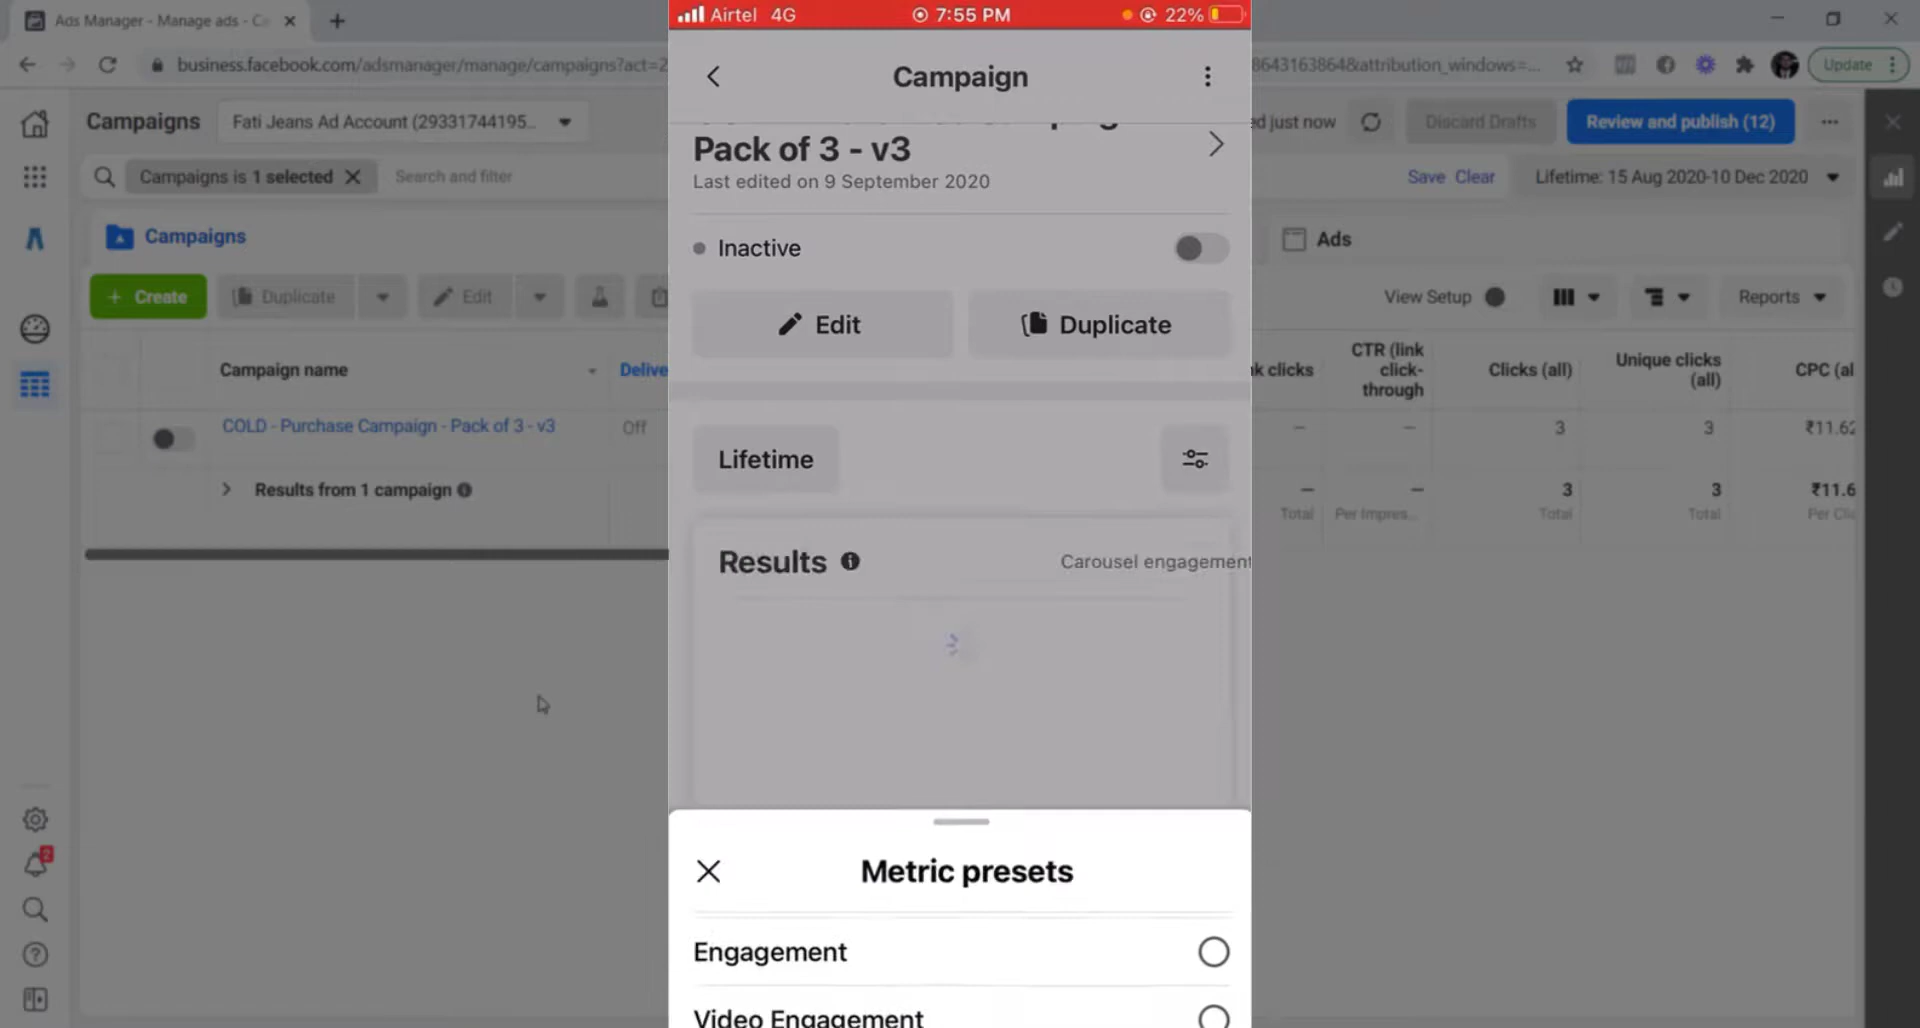 Ads Manager - Manage ads - Ca
Airtel 4G 7:55 PM 22%
business.facebook.com/adsmanager/manage/campaigns?act=2
8643163864&attribution_windows=...
Update
Campaign
Campaigns
Fati Jeans Ad Account (29331744195...
just now
Discard Drafts
Review and publish (12)
Pack of 3 - v3
Last edited on 9 September 2020
Campaigns is 1 selected
Search and filter
Save Clear
Lifetime: 15 Aug 2020-10 Dec 2020
Campaigns
Inactive
Ads
Create
Duplicate
Edit
Edit
Duplicate
View Setup
Reports
Campaign name
Delive
clicks
CTR (link
click-
through
Clicks (all)
Unique clicks
(all)
CPC (al
COLD - Purchase Campaign - Pack of 3 - v3
Off
— — 3 3 ₹11.62
Lifetime
Results from 1 campaign
— — 3 3 ₹11.6
Total Per Impres... Total Total Per Clic
Results
Carousel engagement
2
Metric presets
Engagement
Video Engagement